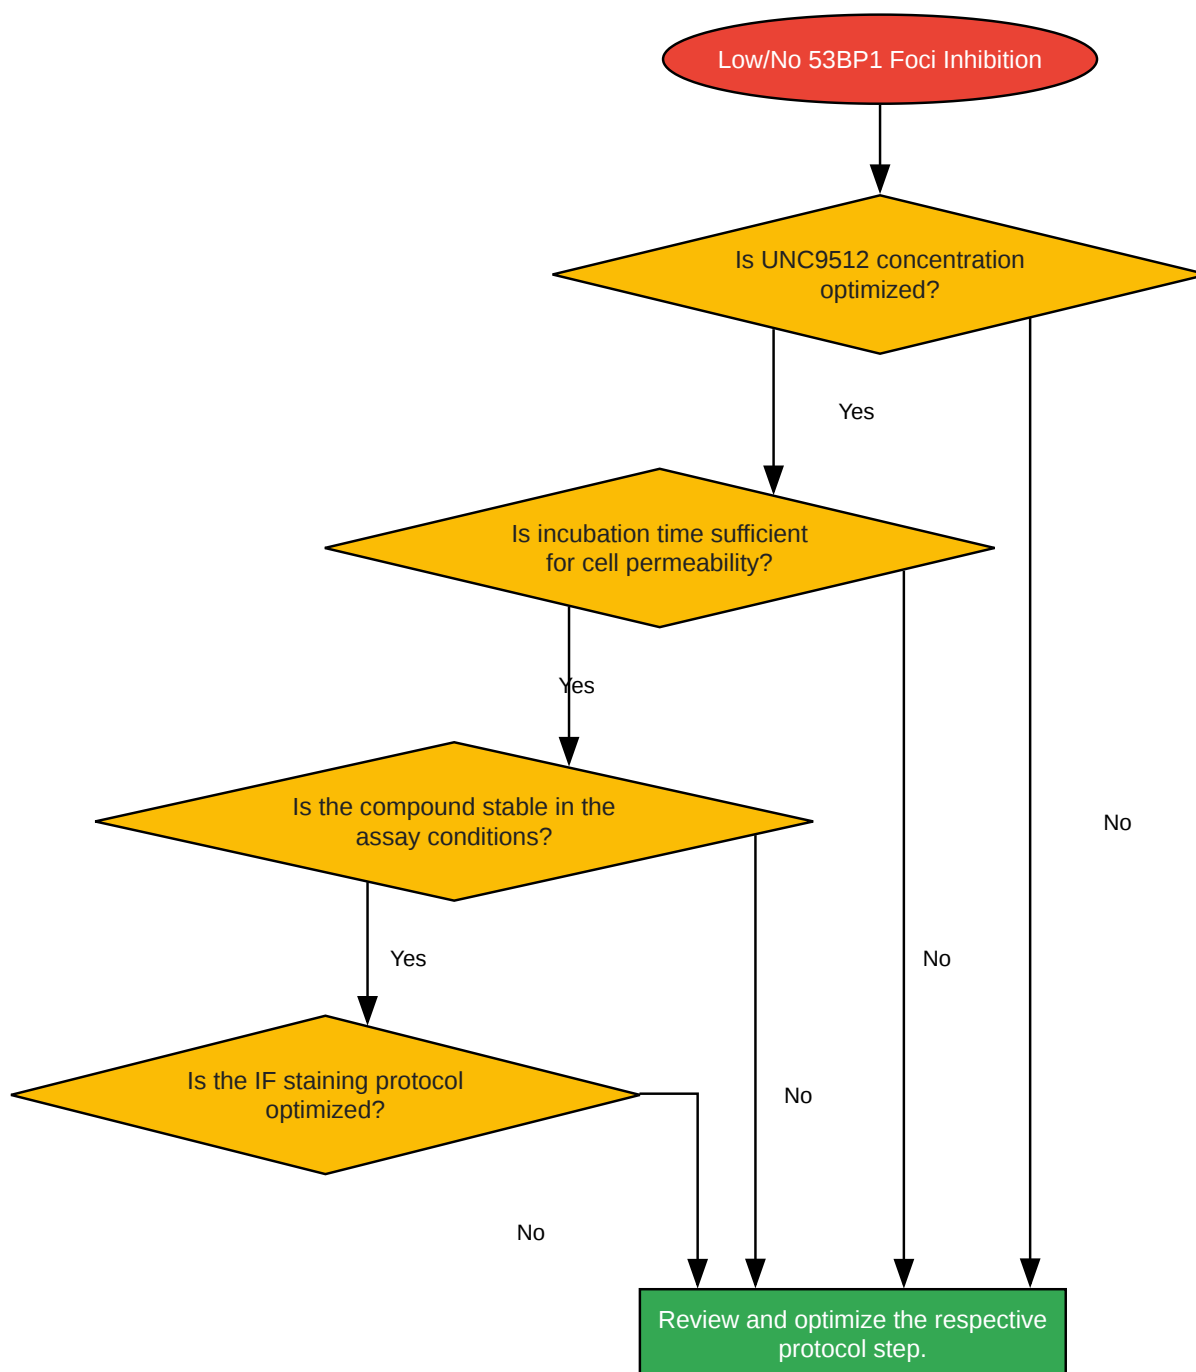 Low/No 53BP1 Foci Inhibition
Is UNC9512 concentration
optimized?
Yes
Is incubation time sufficient
for cell permeability?
Yes
Is the compound stable in the
assay conditions?
No
Yes
No
Is the IF staining protocol
optimized?
No
No
Review and optimize the respective
protocol step.